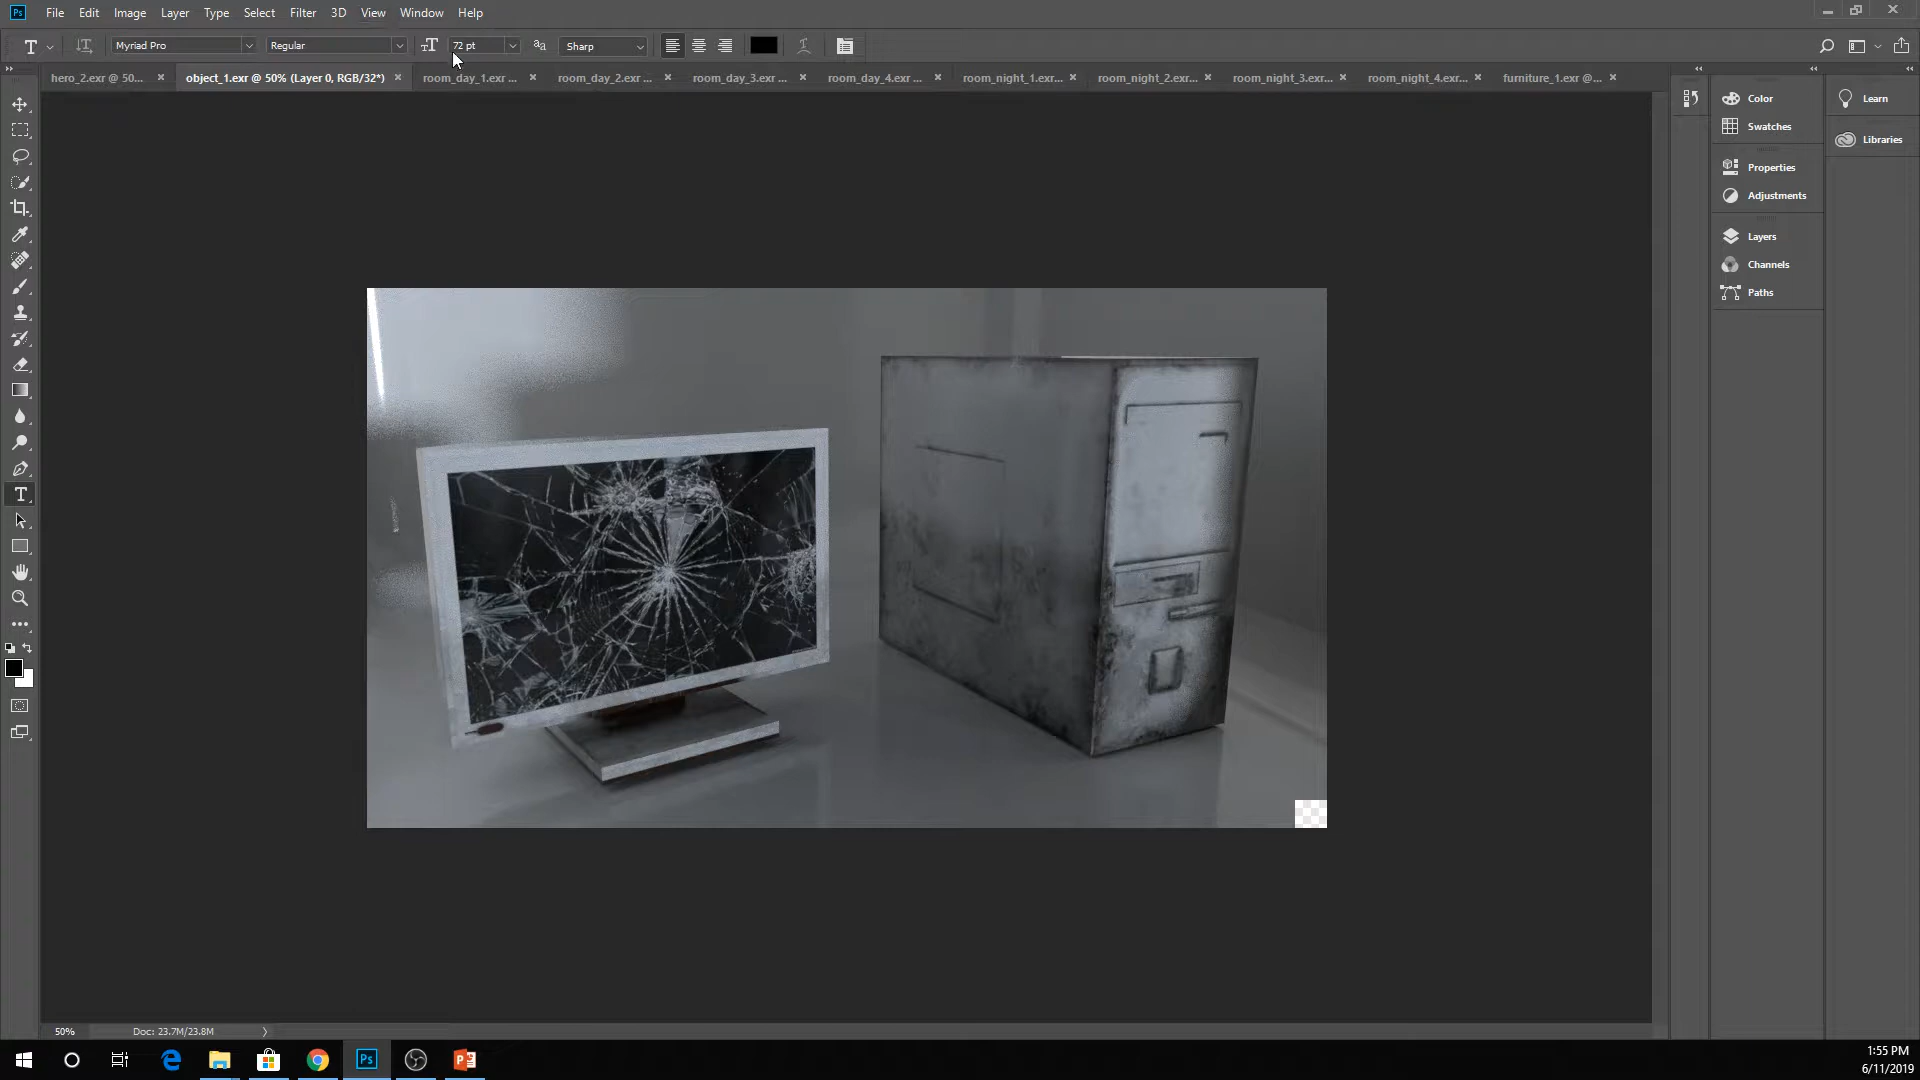 Ps File Edit Image Layer Type Select Filter 3D View Window Help
T Myriad Pro Regular 72 pt Sharp
hero_2.exr @ 50... object_1.exr @ 50% (Layer 0, RGB/32*) room_day_1.exr ... room_day_2.exr ... room_day_3.exr ... room_day_4.exr ... room_night_1.exr... room_night_2.exr... room_night_3.exr... room_night_4.exr... furniture_1.exr @...
Color
Learn
Swatches
Libraries
Properties
Adjustments
Layers
Channels
Paths
50% Doc: 23.7M/23.8M
Ps
1:55 PM
6/11/2019